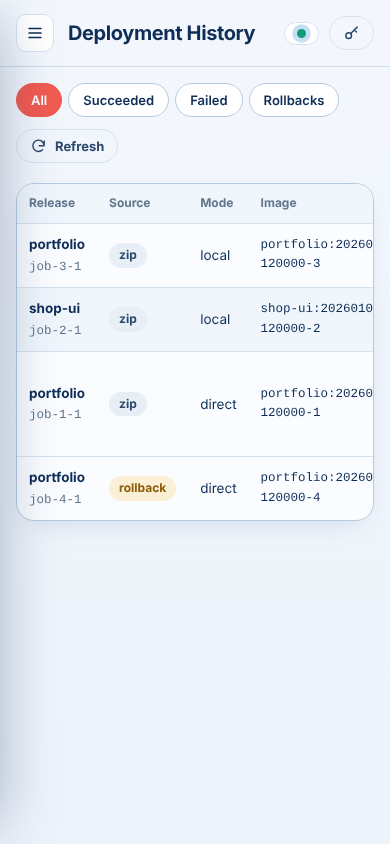 Deployment History
All
Succeeded
Failed
Rollbacks
Refresh
Release Source Mode Image
portfolio
job-3-1
zip
local
portfolio:20260
120000-3
shop-ui
job-2-1
zip
local
shop-ui:2026010
120000-2
portfolio
job-1-1
zip
direct
portfolio:20260
120000-1
portfolio
job-4-1
rollback
direct
portfolio:20260
120000-4